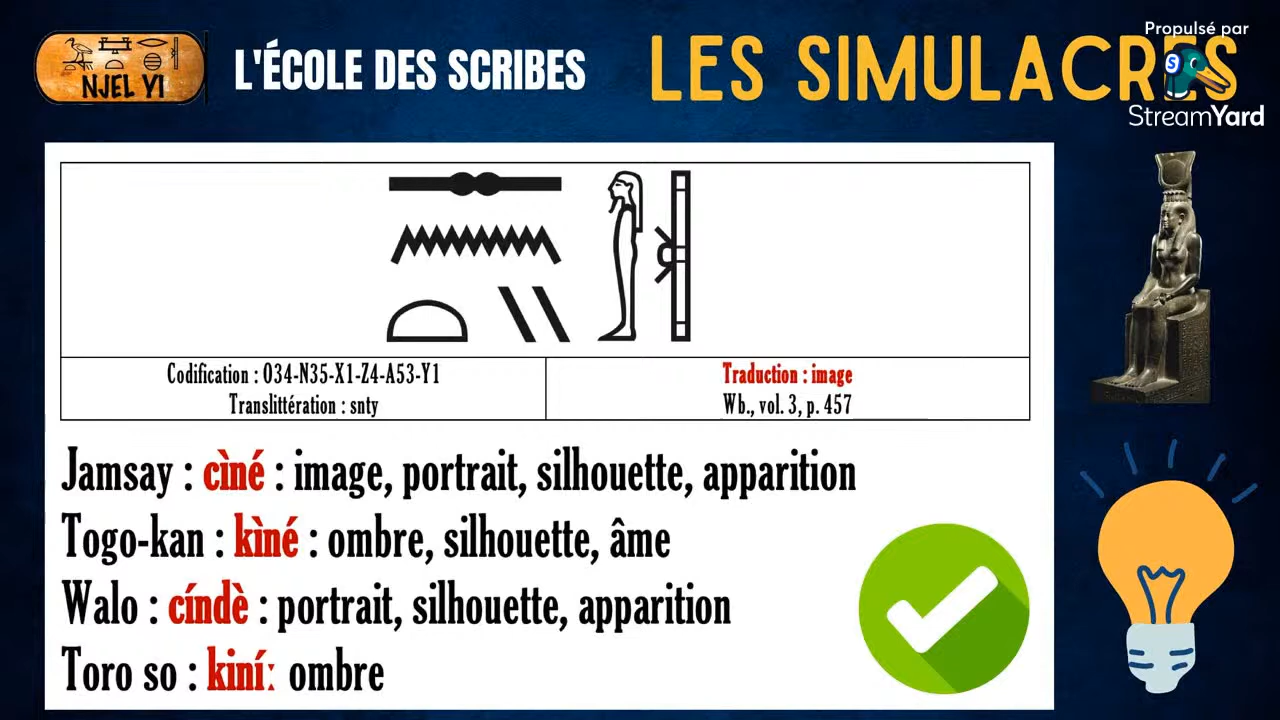 NJEL YI
L'ÉCOLE DES SCRIBES
LES SIMULACRES
Propulsé par
StreamYard
Codification : O34-N35-X1-Z4-A53-Y1
Translittération : snty
Traduction : image
Wb., vol. 3, p. 457
Jamsay : cìné : image, portrait, silhouette, apparition
Togo-kan : kìné : ombre, silhouette, âme
Walo : cíndè : portrait, silhouette, apparition
Toro so : kiní: ombre